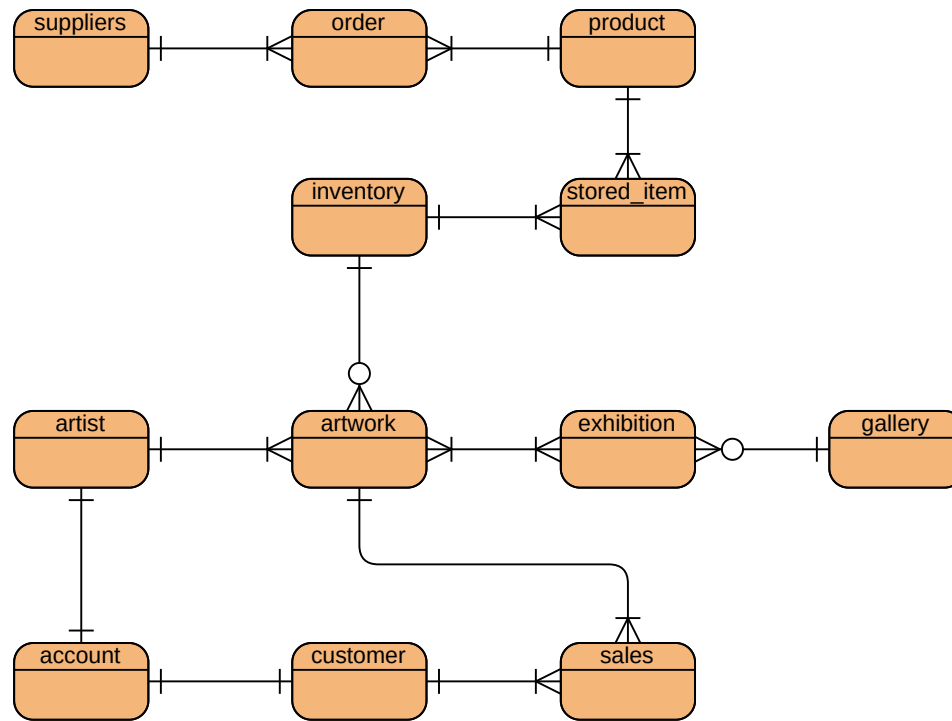 suppliers
order
product
inventory
stored_item
artist
artwork
exhibition
gallery
account
customer
sales